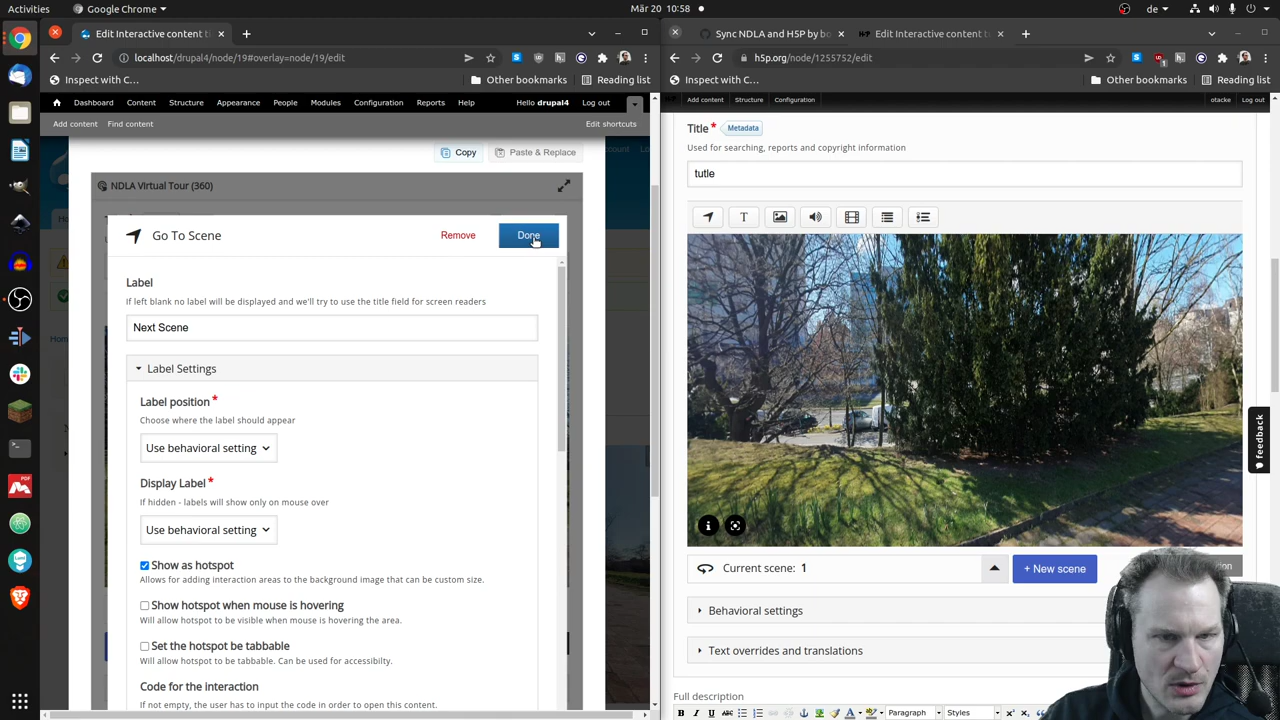 Activities
Google Chrome
Mär 20 10:58
de
Edit Interactive content t
Sync NDLA and H5P by bo
Edit Interactive content t
localhost/drupal4/node/19#overlay=node/19/edit
h5p.org/node/1255752/edit
Inspect with C…
Other bookmarks
Reading list
Inspect with C…
Other bookmarks
Reading list
Dashboard
Content
Structure
Appearance
People
Modules
Configuration
Reports
Help
Hello drupal4
Log out
Add content
Find content
Edit shortcuts
Copy
Paste & Replace
NDLA Virtual Tour (360)
Go To Scene
Remove
Done
Label
If left blank no label will be displayed and we'll try to use the title field for screen readers
Next Scene
Label Settings
Label position *
Choose where the label should appear
Use behavioral setting
Display Label *
If hidden - labels will show only on mouse over
Use behavioral setting
Show as hotspot
Allows for adding interaction areas to the background image that can be custom size.
Show hotspot when mouse is hovering
Will allow hotspot to be visible when mouse is hovering the area.
Set the hotspot be tabbable
Will allow hotspot to be tabbable. Can be used for accessibilty.
Code for the interaction
If not empty, the user has to input the code in order to open this content.
Add content
Structure
Configuration
otacke
Log out
Title *
Metadata
Used for searching, reports and copyright information
tutle
Current scene: 1
+ New scene
Behavioral settings
Text overrides and translations
Full description
Paragraph
Styles
feedback